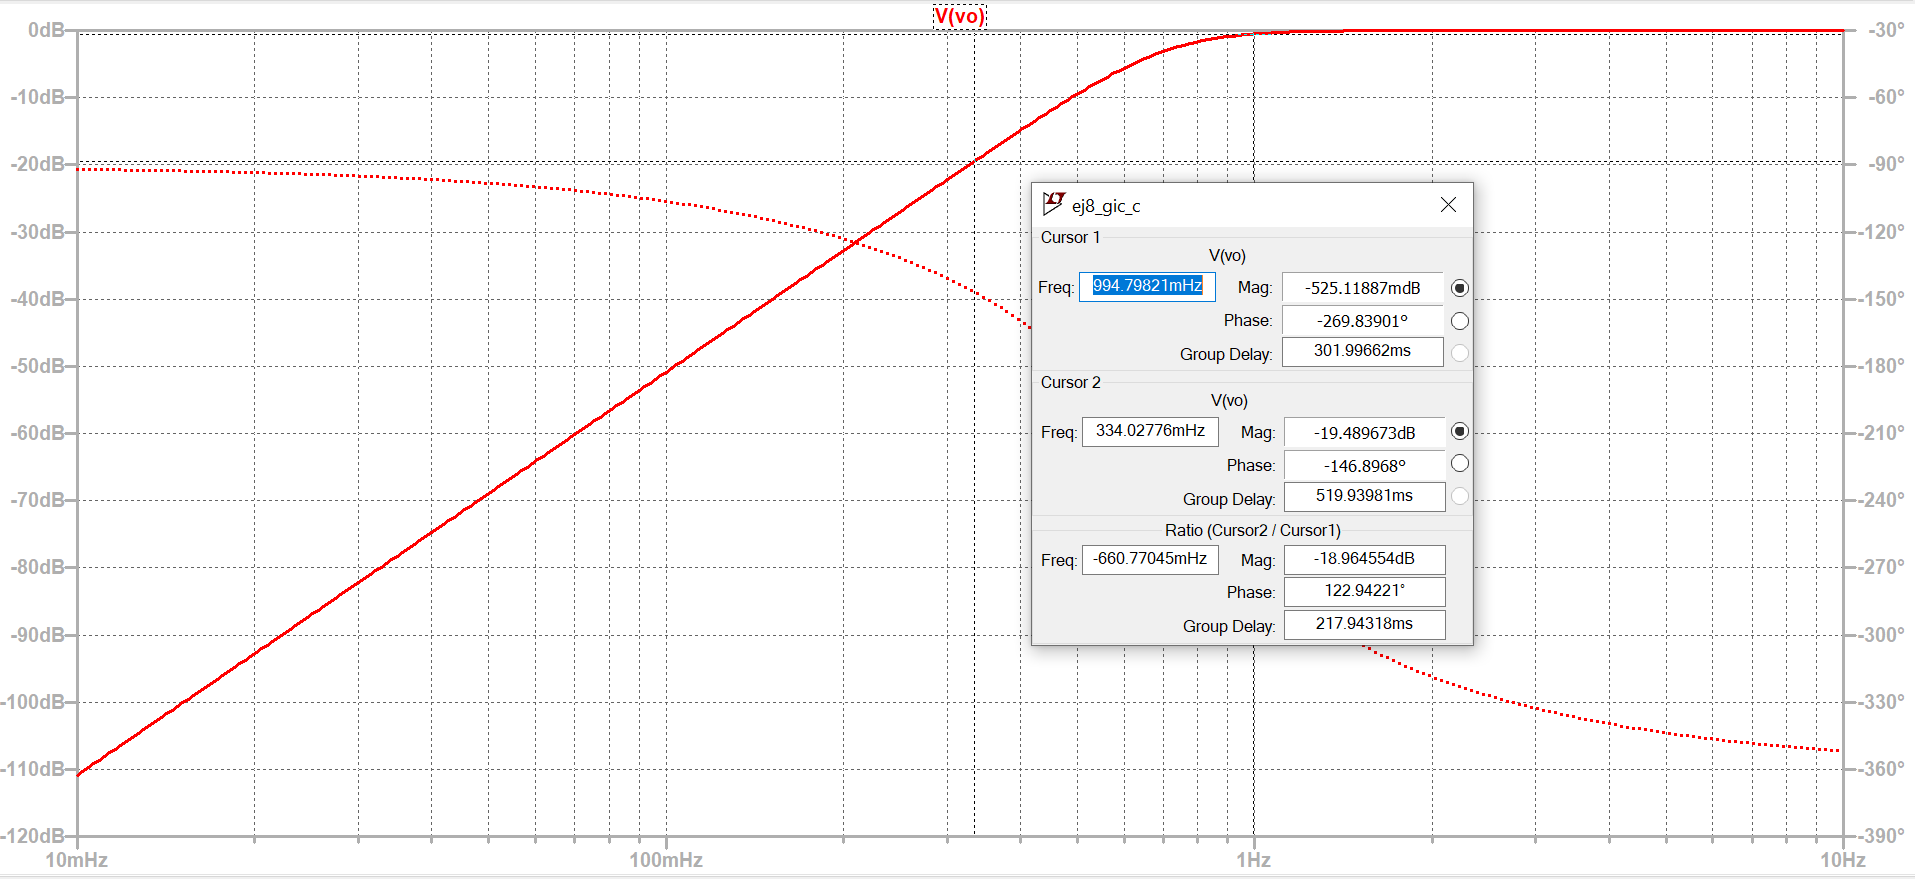 V(vo)
0dB
-10dB
-20dB
-30dB
-40dB
-50dB
-60dB
-70dB
-80dB
-90dB
-100dB
-110dB
-120dB
-30°
-60°
-90°
-120°
-150°
-180°
-210°
-240°
-270°
-300°
-330°
-360°
-390°
10mHz 100mHz 1Hz 10Hz
ej8_gic_c
Cursor 1
V(vo)
Freq: 994.79821mHz Mag: -525.11887mdB
Phase: -269.83901°
Group Delay: 301.99662ms
Cursor 2
V(vo)
Freq: 334.02776mHz Mag: -19.489673dB
Phase: -146.8968°
Group Delay: 519.93981ms
Ratio (Cursor2 / Cursor1)
Freq: -660.77045mHz Mag: -18.964554dB
Phase: 122.94221°
Group Delay: 217.94318ms